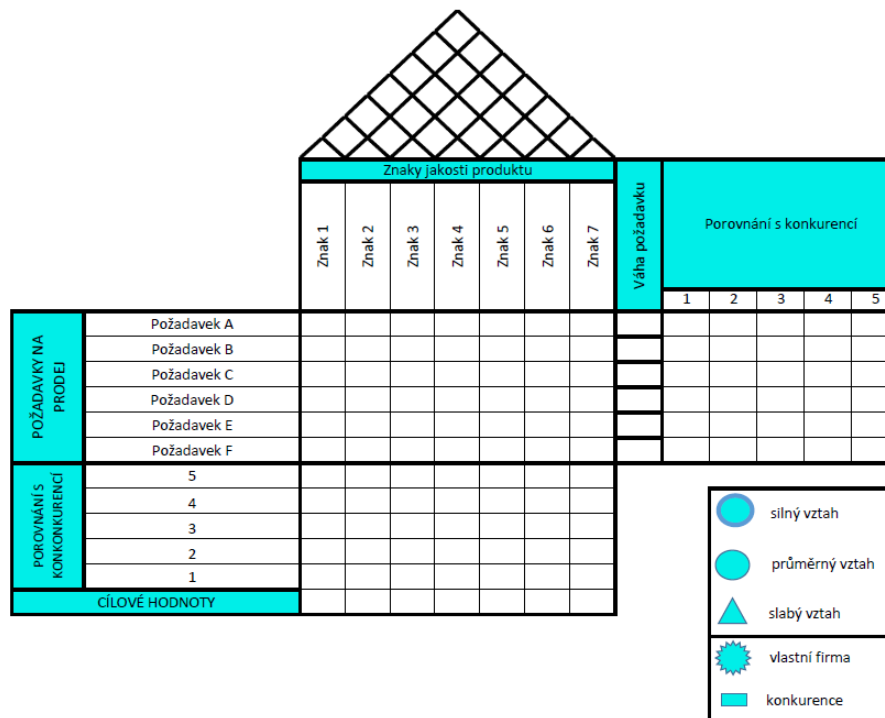 Znaky jakosti produktu
Znak 1
Znak 2
Znak 3
Znak 4
Znak 5
Znak 6
Znak 7
Váha požadavku
Porovnání s konkurencí
1 2 3 4 5
POŽADAVKY NA
PRODEJ
Požadavek A
Požadavek B
Požadavek C
Požadavek D
Požadavek E
Požadavek F
POROVNÁNÍ S
KONKONKURENCÍ
5
4
3
2
1
CÍLOVÉ HODNOTY
silný vztah
průměrný vztah
slabý vztah
vlastní firma
konkurence